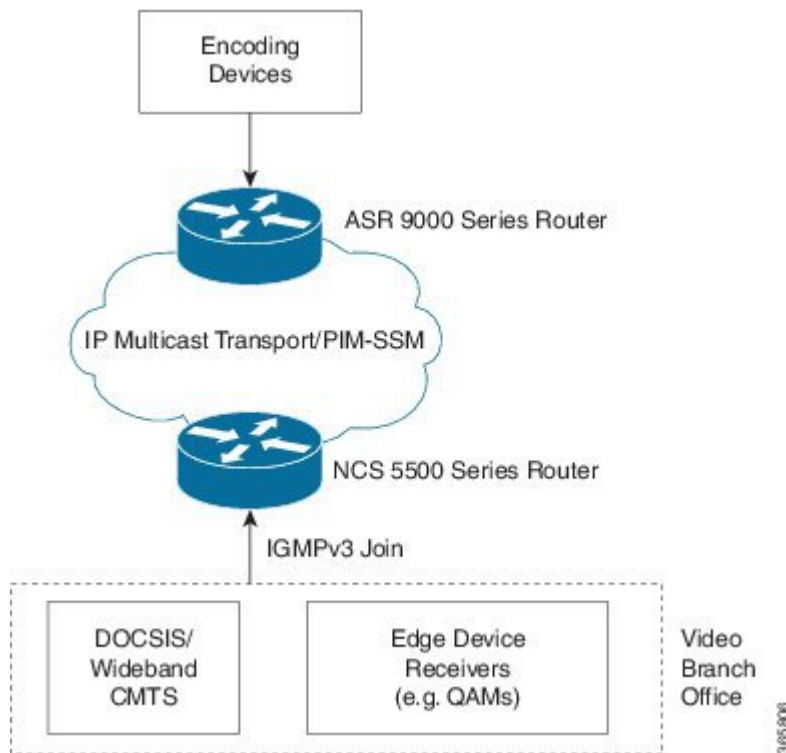 Encoding
Devices
ASR 9000 Series Router
IP Multicast Transport/PIM-SSM
NCS 5500 Series Router
IGMPv3 Join
DOCSIS/
Wideband
CMTS
Edge Device
Receivers
(e.g. QAMs)
Video
Branch
Office
365806